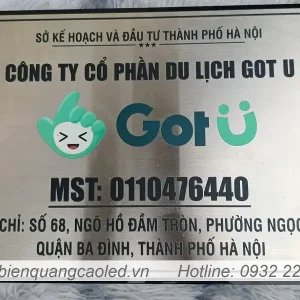 SỞ KẾ HOẠCH VÀ ĐẦU TƯ THÀNH PHỐ HÀ NỘI
***
CÔNG TY CỔ PHẦN DU LỊCH GOT U
Got Ü
MST: 0110476440
CHỈ: SỐ 68, NGÕ HỒ ĐẦM TRÒN, PHƯỜNG NGỌC
QUẬN BA ĐÌNH, THÀNH PHỐ HÀ NỘI
bienquangcaoled.vn Hotline: 0932 22